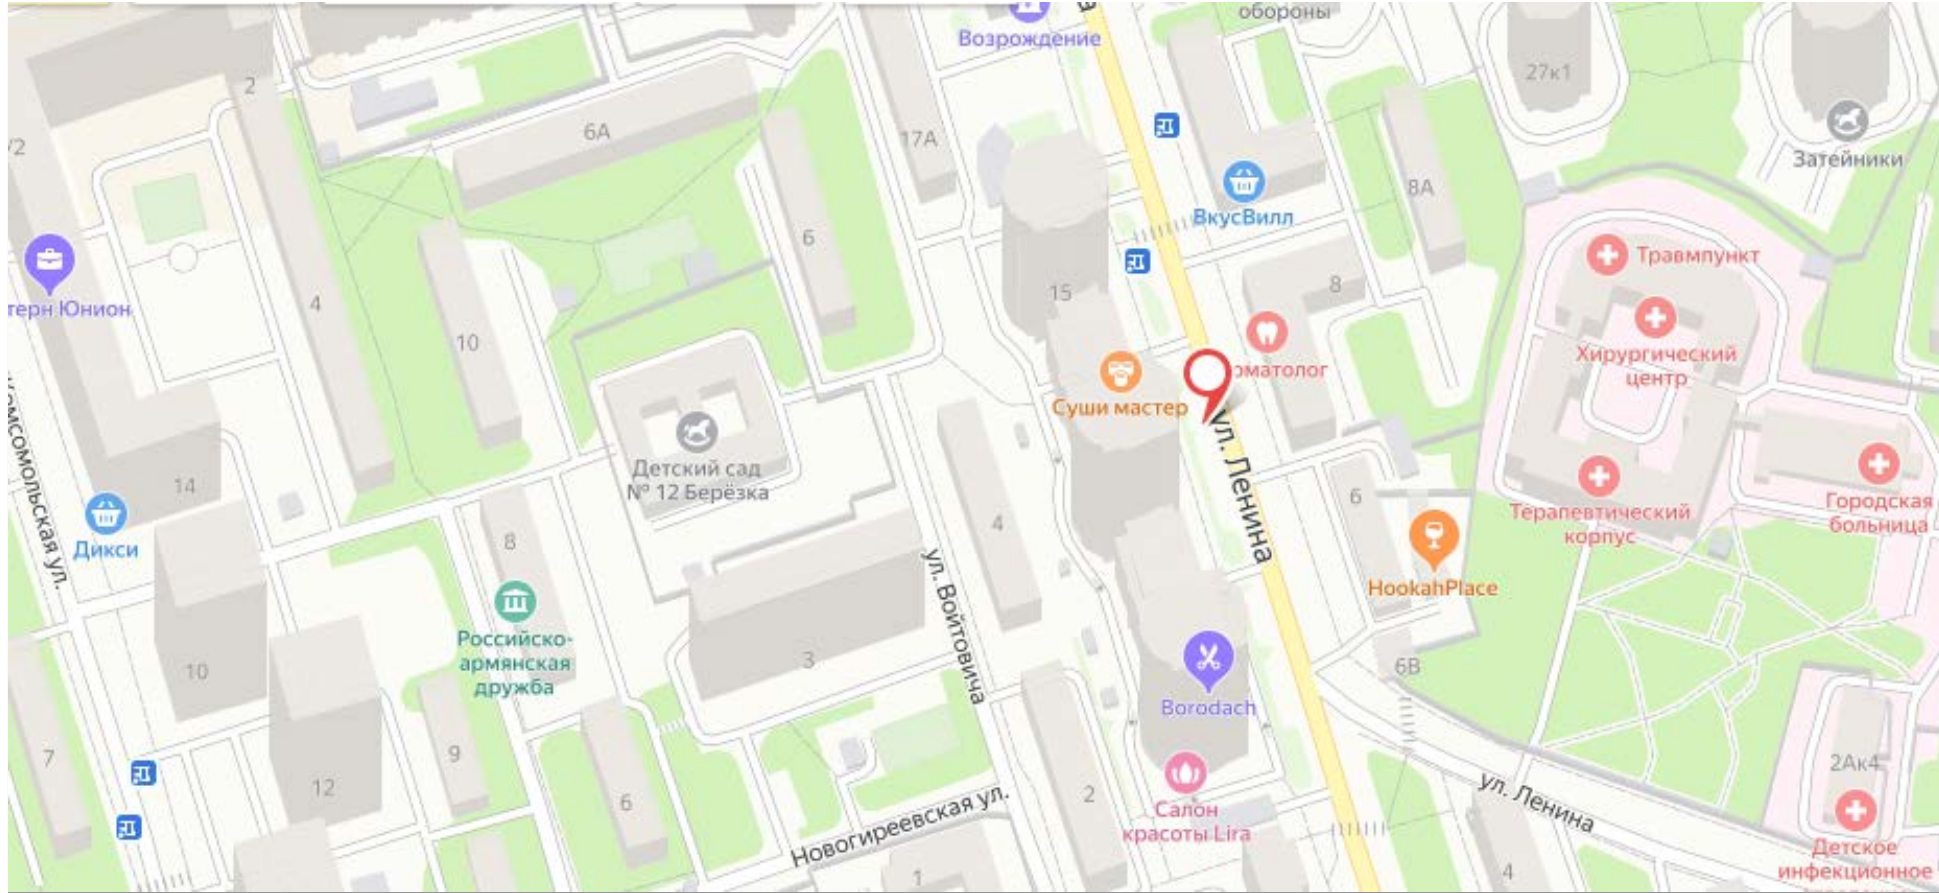 обороны
Возрождение
2
27к1
6А
17А
/2
Затейники
8А
ВкусВилл
6
Травмпункт
15
8
4
терн Юнион
10
Хирургический
центр
оматолог
Суши мастер
ул. Ленина
Детский сад
№ 12 Берёзка
14
6
Городская
больница
Терапевтический
корпус
4
8
Дикси
омсомольская ул.
ул. Войтовича
HookahPlace
Российско-
армянская
дружба
3
10
6В
Borodach
7
9
12
2Ак4
6
2
ул. Ленина
Новогиреевская ул.
Салон
красоты Lira
Детское
инфекционное
1
4